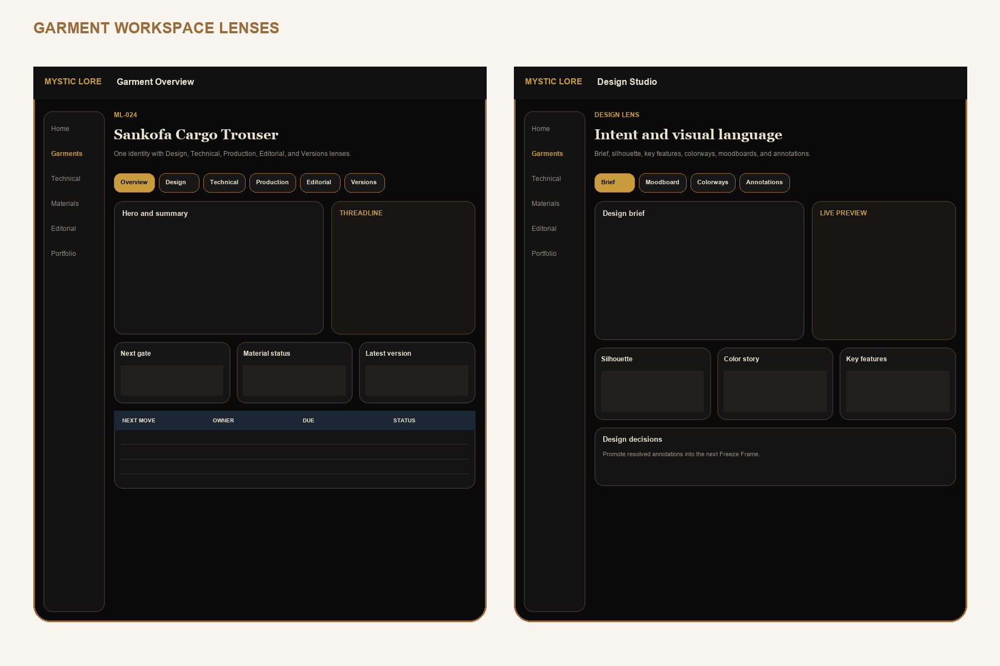 GARMENT WORKSPACE LENSES
MYSTIC LORE Garment Overview
Home
Garments
Technical
Materials
Editorial
Portfolio
ML-024
Sankofa Cargo Trouser
One identity with Design, Technical, Production, Editorial, and Versions lenses.
Overview Design Technical Production Editorial Versions
Hero and summary
THREADLINE
Next gate
Material status
Latest version
NEXT MOVE OWNER DUE STATUS
MYSTIC LORE Design Studio
Home
Garments
Technical
Materials
Editorial
Portfolio
DESIGN LENS
Intent and visual language
Brief, silhouette, key features, colorways, moodboards, and annotations.
Brief Moodboard Colorways Annotations
Design brief
LIVE PREVIEW
Silhouette
Color story
Key features
Design decisions
Promote resolved annotations into the next Freeze Frame.